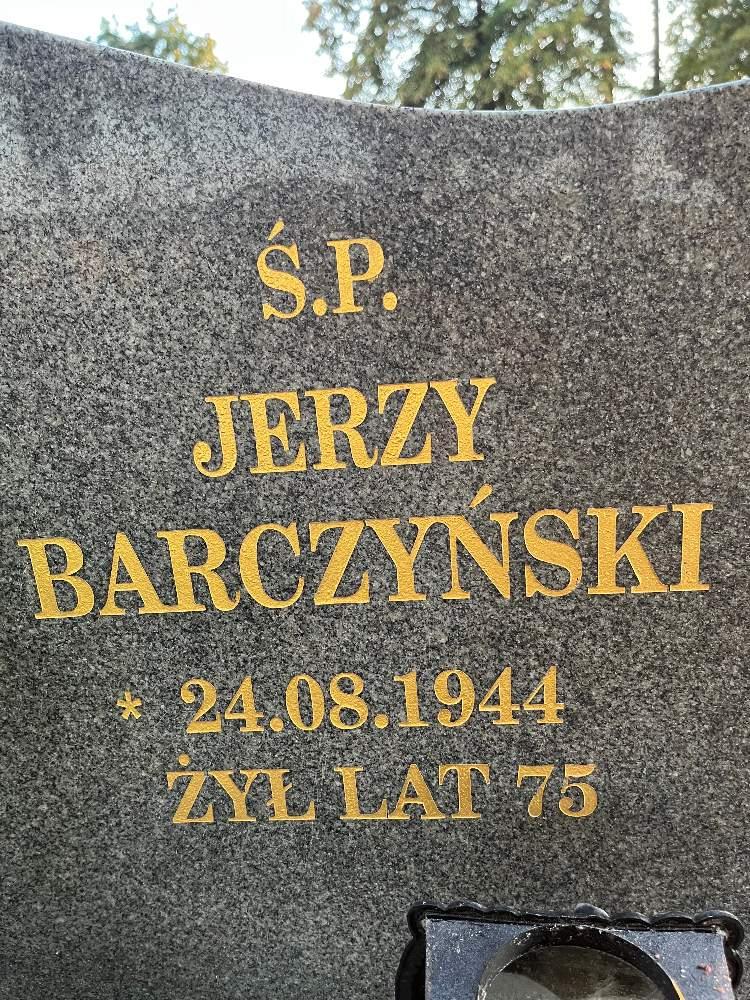 Ś.P.
JERZY
BARCZYŃSKI
* 24.08.1944
ŻYŁ LAT 75